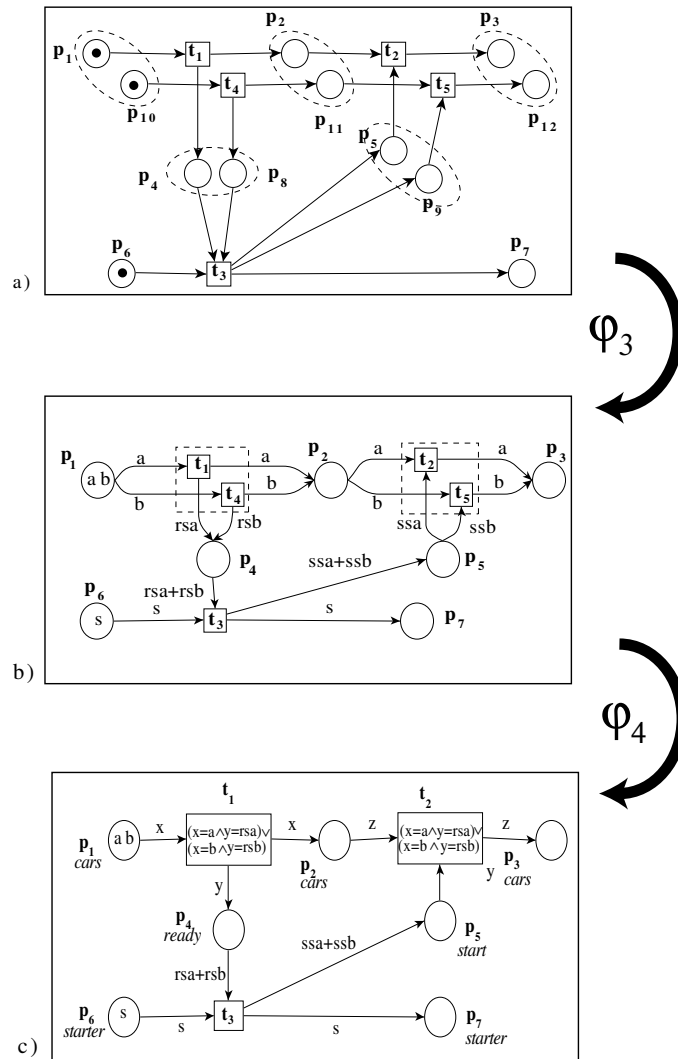 p2 p3
p1 t1 t2
t4 t5
p10 p11 p12
p5
p4 p8 p9
p6 p7
t3
a)
φ3
p1 a t1 a p2 a t2 a p3
a b
b t4 b b t5 b
rsa rsb ssa ssb
p4 ssa+ssb p5
p6 rsa+rsb
s s t3 s p7
b)
φ4
t1 t2
a b x (x=a∧y=rsa)∨ x z (x=a∧y=rsa)∨ z
(x=b∧y=rsb) (x=b∧y=rsb)
p1 p2 y p3
cars cars cars
y
p4
ready ssa+ssb p5
start
rsa+rsb
p6 s t3 p7
starter s s starter
c)